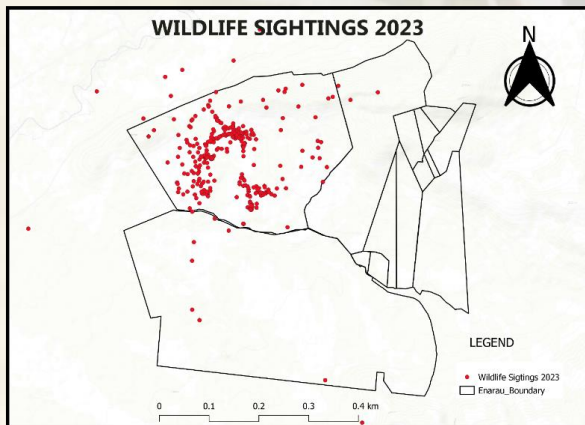 WILDLIFE SIGHTINGS 2023
N
LEGEND
Wildlife Sigtings 2023
Enarau_Boundary
0 0.1 0.2 0.3 0.4 km